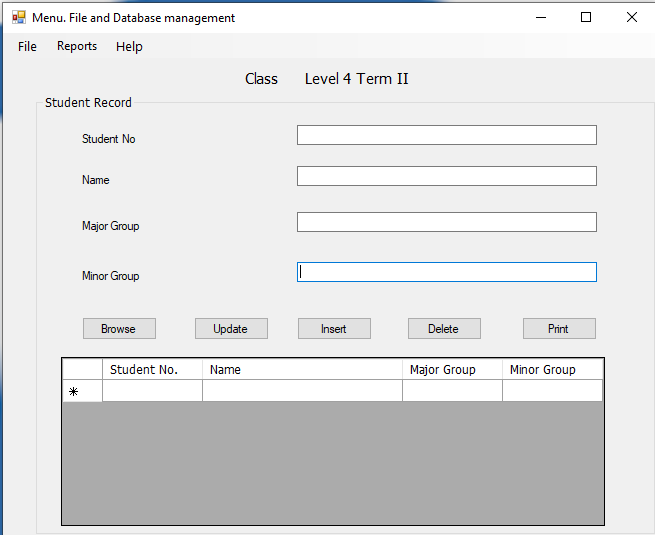 Menu. File and Database management
File Reports Help
Class Level 4 Term II
Student Record
Student No
Name
Major Group
Minor Group
Browse Update Insert Delete Print
Student No. Name Major Group Minor Group